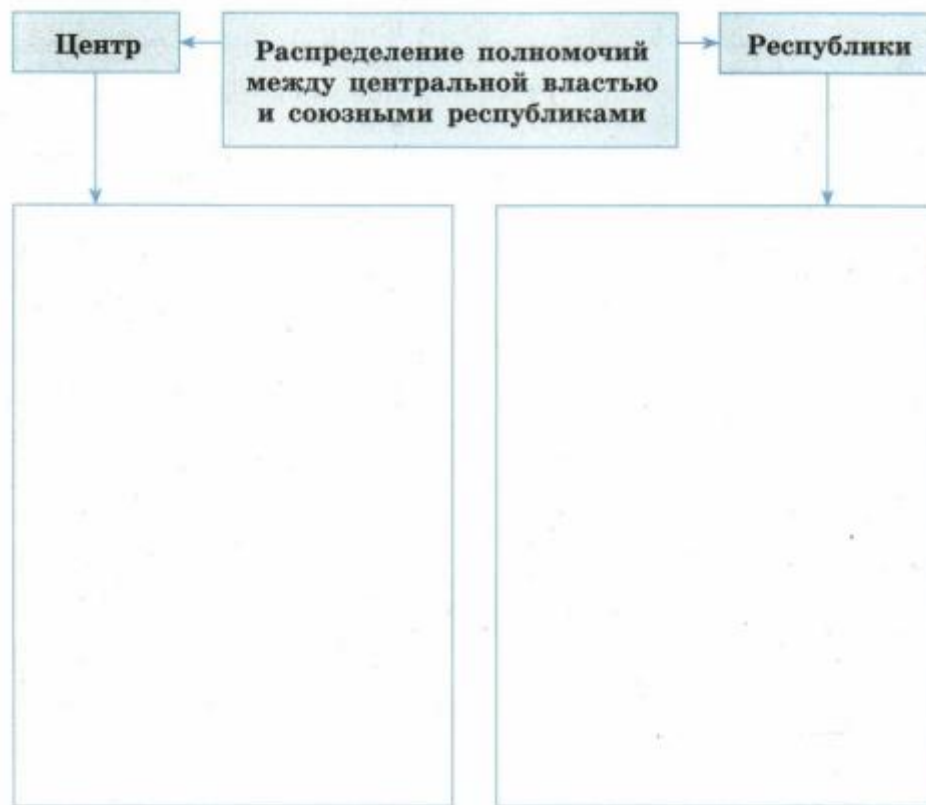 Центр
Распределение полномочий
между центральной властью
и союзными республиками
Республики